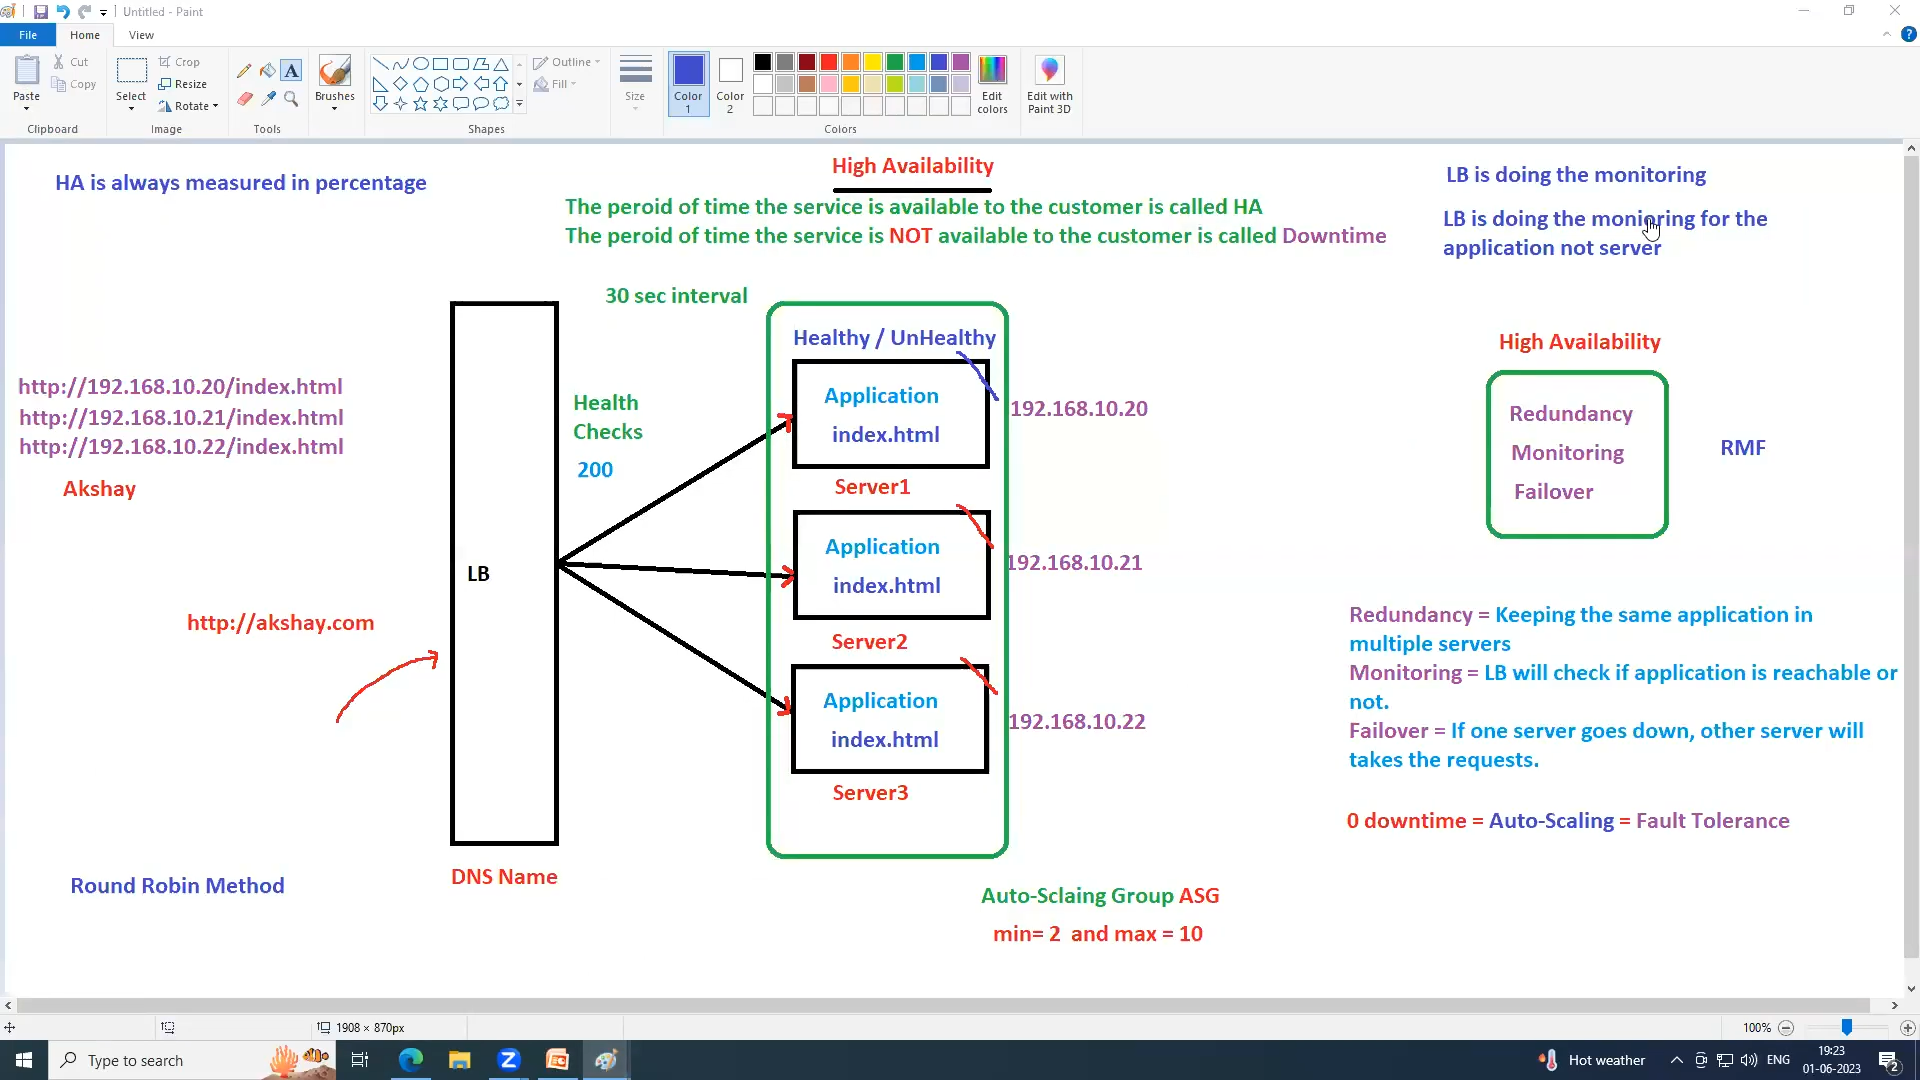 Untitled - Paint
File
Home
View
Paste
Cut
Copy
Clipboard
Select
Crop
Resize
Rotate
Image
A
Tools
Brushes
Shapes
Outline
Fill
Size
Color
1
Color
2
Edit
colors
Colors
Edit with
Paint 3D
HA is always measured in percentage
High Availability
The peroid of time the service is available to the customer is called HA
The peroid of time the service is NOT available to the customer is called Downtime
LB is doing the monitoring
LB is doing the monioring for the
application not server
30 sec interval
Healthy / UnHealthy
http://192.168.10.20/index.html
http://192.168.10.21/index.html
http://192.168.10.22/index.html
Akshay
http://akshay.com
LB
DNS Name
Round Robin Method
Health
Checks
200
Application
index.html
Server1
192.168.10.20
Application
index.html
Server2
192.168.10.21
Application
index.html
Server3
192.168.10.22
Auto-Sclaing Group ASG
min= 2 and max = 10
High Availability
Redundancy
Monitoring
Failover
RMF
Redundancy = Keeping the same application in
multiple servers
Monitoring = LB will check if application is reachable or
not.
Failover = If one server goes down, other server will
takes the requests.
0 downtime = Auto-Scaling = Fault Tolerance
1908 × 870px
100%
Type to search
Hot weather
ENG
19:23
01-06-2023
2